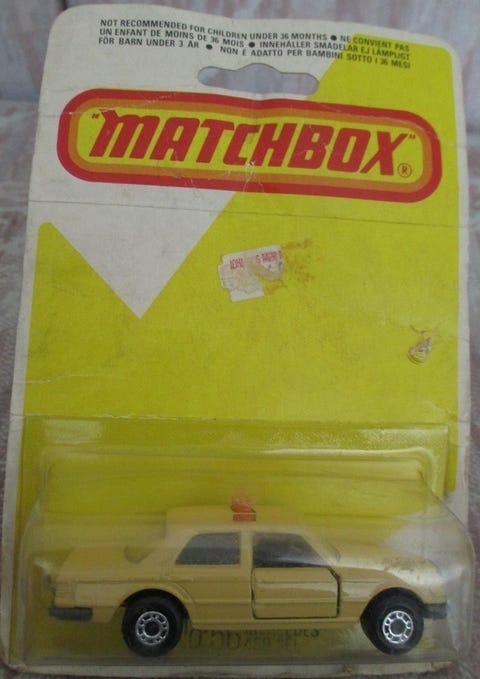 NOT RECOMMENDED FOR CHILDREN UNDER 36 MONTHS ● NE CONVIENT PAS
UN ENFANT DE MOINS DE 36 MOIS ● INNEHÅLLER SMÅDELAR EJ LÄMPLIGT
FÖR BARN UNDER 3 ÅR ● NON È ADATTO PER BAMBINI SOTTO I 36 MESI
"MATCHBOX"®